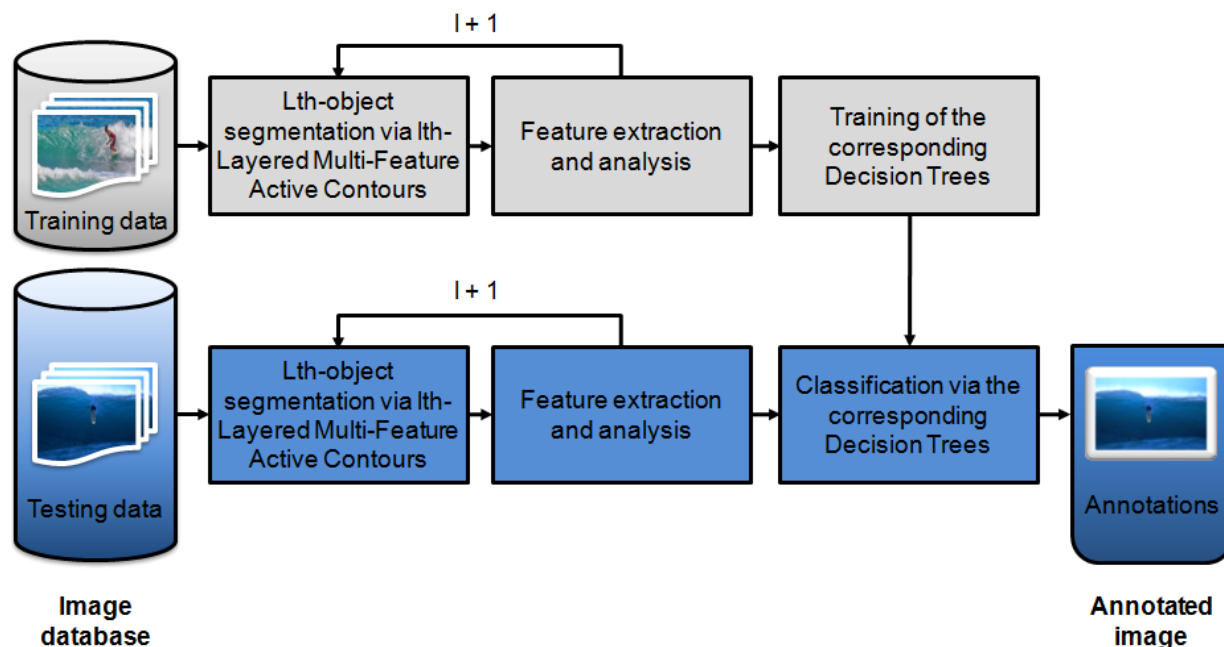 l + 1
Lth-object
segmentation via lth-
Layered Multi-Feature
Active Contours
Feature extraction
and analysis
Training of the
corresponding
Decision Trees
Training data
l + 1
Lth-object
segmentation via lth-
Layered Multi-Feature
Active Contours
Feature extraction
and analysis
Classification via the
corresponding
Decision Trees
Testing data
Annotations
Image
database
Annotated
image